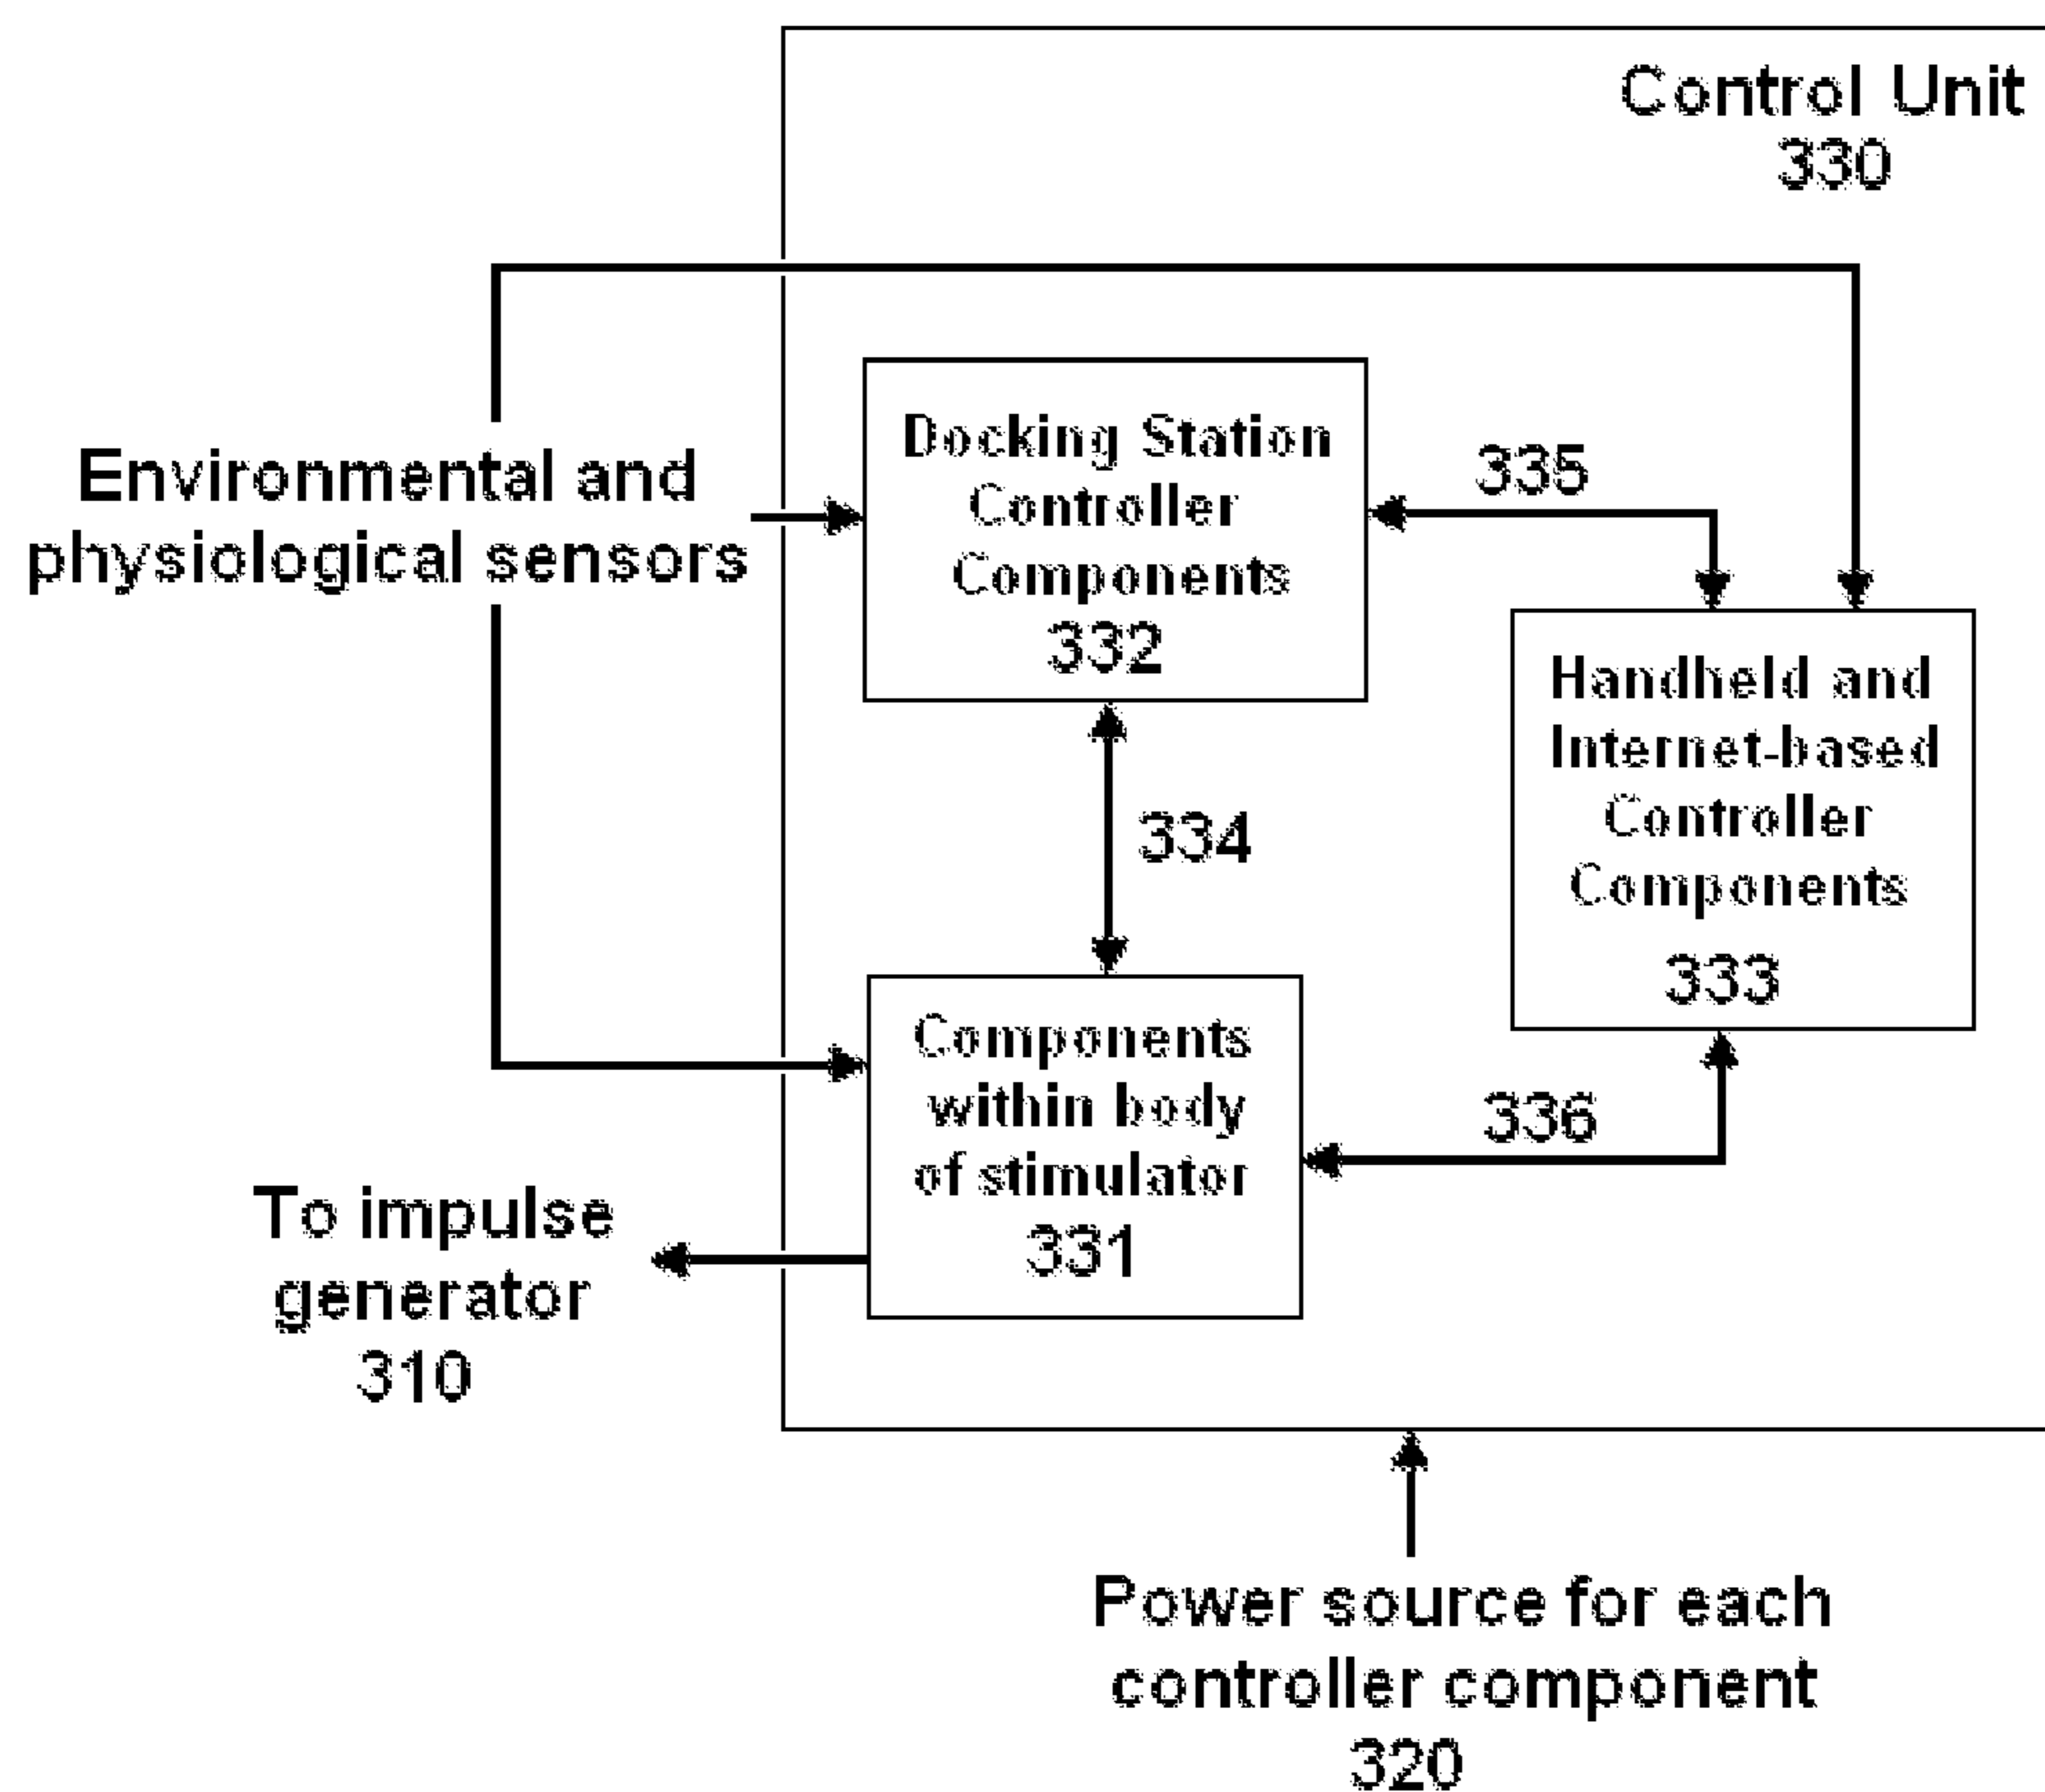 Control Unit
330
Environmental and
physiological sensors
Docking Station
Controller
Components
332
335
Handheld and
Internet-based
Controller
Components
333
334
Components
within body
of stimulator
331
336
To impulse
generator
310
Power source for each
controller component
320